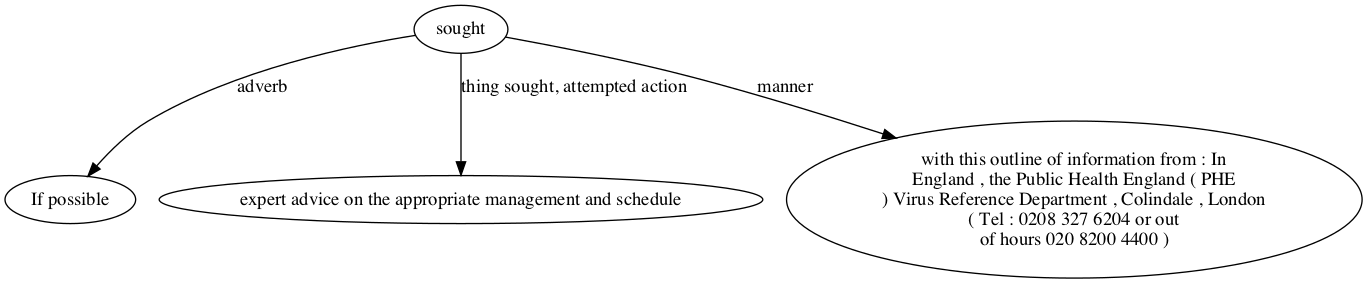 sought
adverb
thing sought, attempted action
manner
If possible
expert advice on the appropriate management and schedule
with this outline of information from : In
England , the Public Health England ( PHE
) Virus Reference Department , Colindale , London
( Tel : 0208 327 6204 or out
of hours 020 8200 4400 )